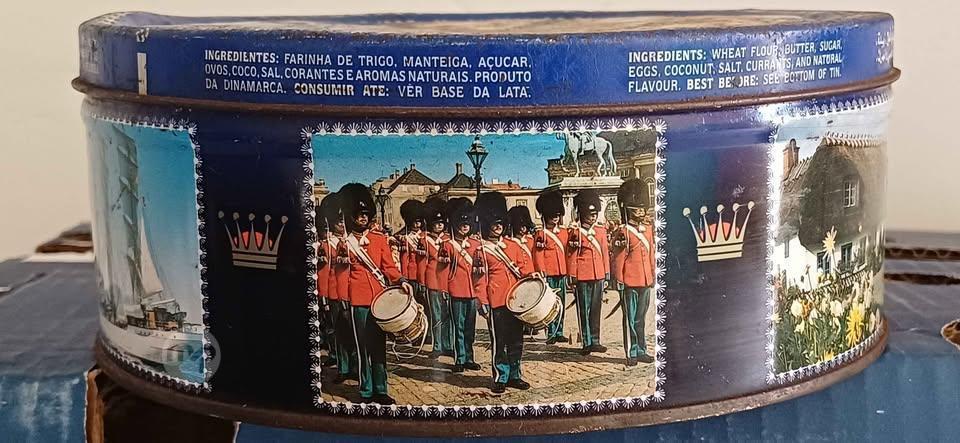 INGREDIENTES: FARINHA DE TRIGO, MANTEIGA, AÇUCAR,
OVOS, COCO, SAL, CORANTES E AROMAS NATURAIS. PRODUTO
DA DINAMARCA. CONSUMIR ATE: VÊR BASE DA LATA.
INGREDIENTS: WHEAT FLOUR, BUTTER, SUGAR,
EGGS, COCONUT, SALT, CURRANTS, AND NATURAL
FLAVOUR. BEST BEFORE: SEE BOTTOM OF TIN.